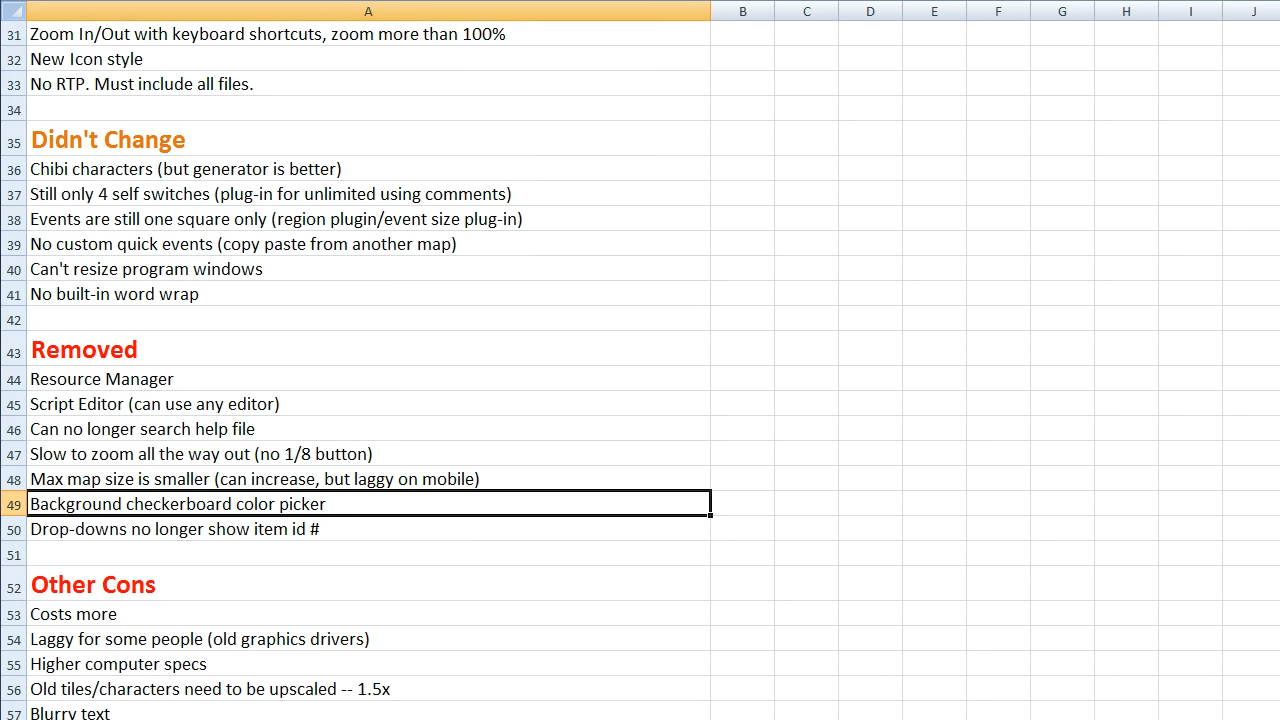 A B C D E F G H I J
31 Zoom In/Out with keyboard shortcuts, zoom more than 100%
32 New Icon style
33 No RTP. Must include all files.
34
35 Didn't Change
36 Chibi characters (but generator is better)
37 Still only 4 self switches (plug-in for unlimited using comments)
38 Events are still one square only (region plugin/event size plug-in)
39 No custom quick events (copy paste from another map)
40 Can't resize program windows
41 No built-in word wrap
42
43 Removed
44 Resource Manager
45 Script Editor (can use any editor)
46 Can no longer search help file
47 Slow to zoom all the way out (no 1/8 button)
48 Max map size is smaller (can increase, but laggy on mobile)
49 Background checkerboard color picker
50 Drop-downs no longer show item id #
51
52 Other Cons
53 Costs more
54 Laggy for some people (old graphics drivers)
55 Higher computer specs
56 Old tiles/characters need to be upscaled -- 1.5x
57 Blurry text